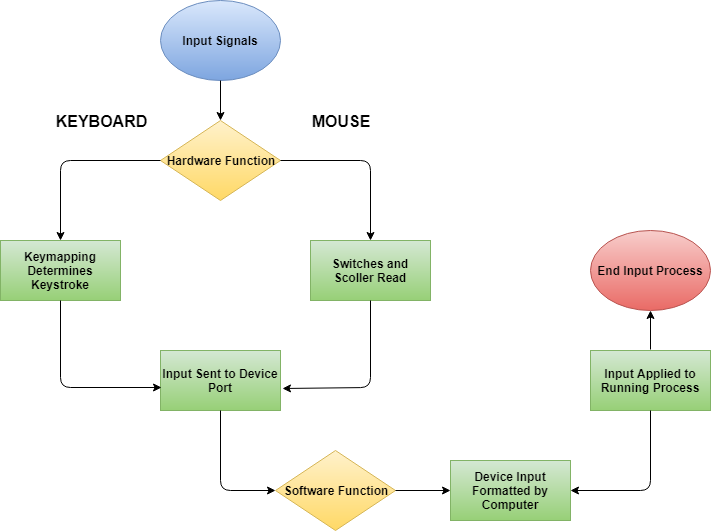 Input Signals
KEYBOARD
MOUSE
Hardware Function
Keymapping
Determines
Keystroke
Switches and
Scoller Read
End Input Process
Input Sent to Device
Port
Input Applied to
Running Process
Software Function
Device Input
Formatted by
Computer